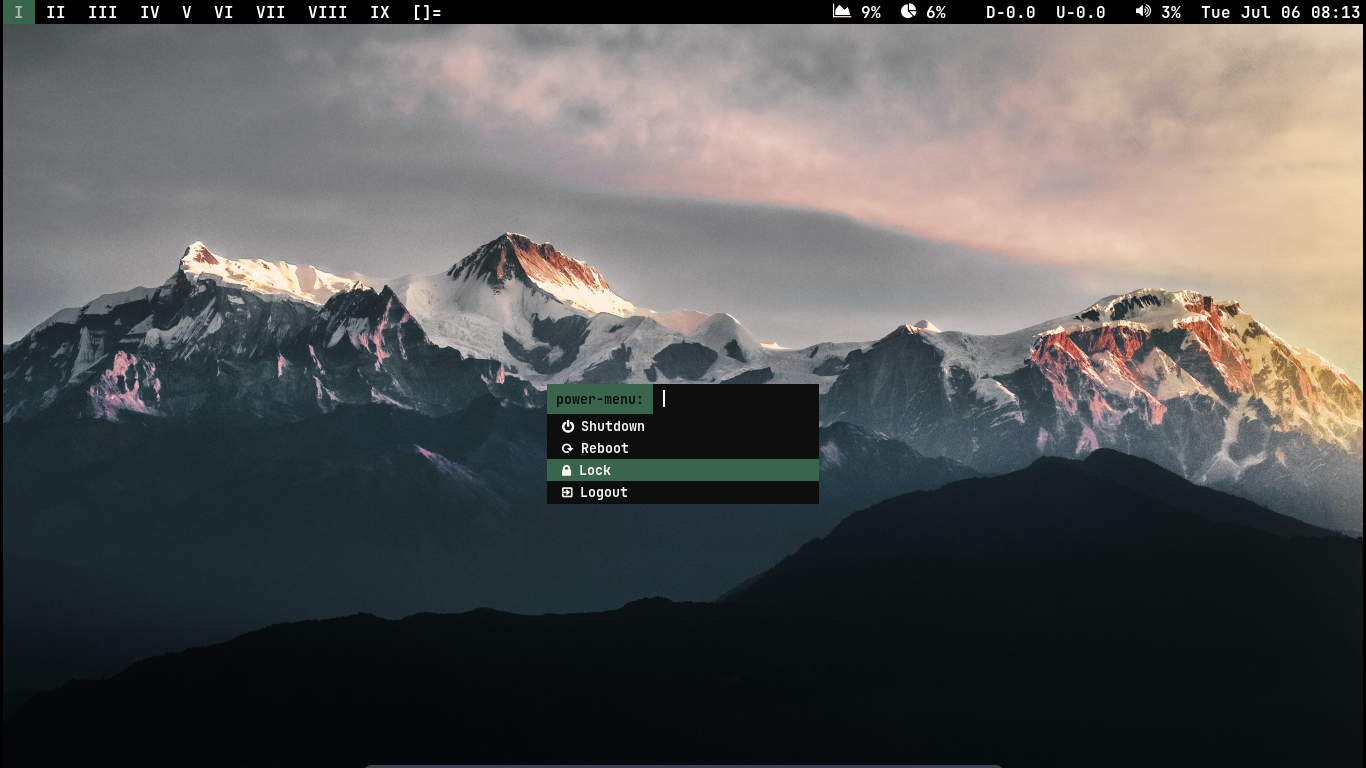 I II III IV V VI VII VIII IX []= 9% 6% D-0.0 U-0.0 3% Tue Jul 06 08:13
power-menu:
Shutdown
Reboot
Lock
Logout